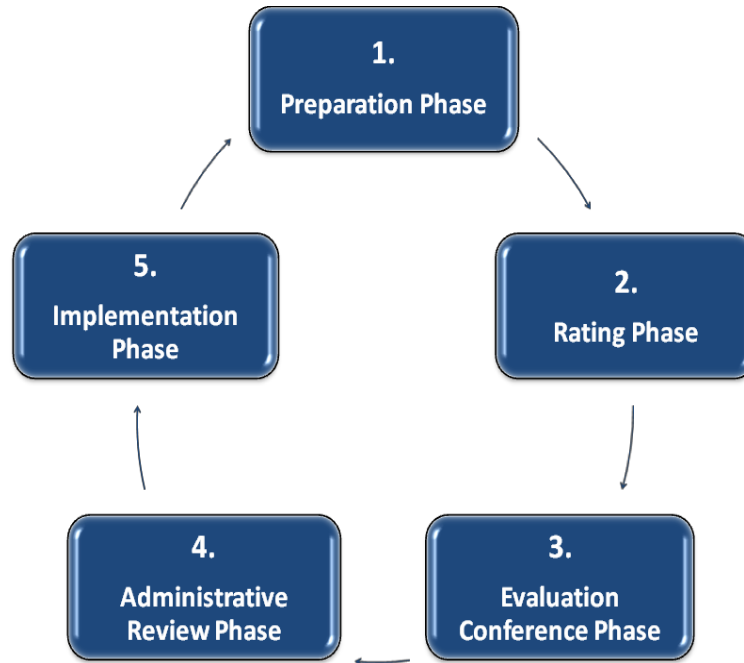 1.
Preparation Phase
2.
Rating Phase
3.
Evaluation
Conference Phase
4.
Administrative
Review Phase
5.
Implementation
Phase